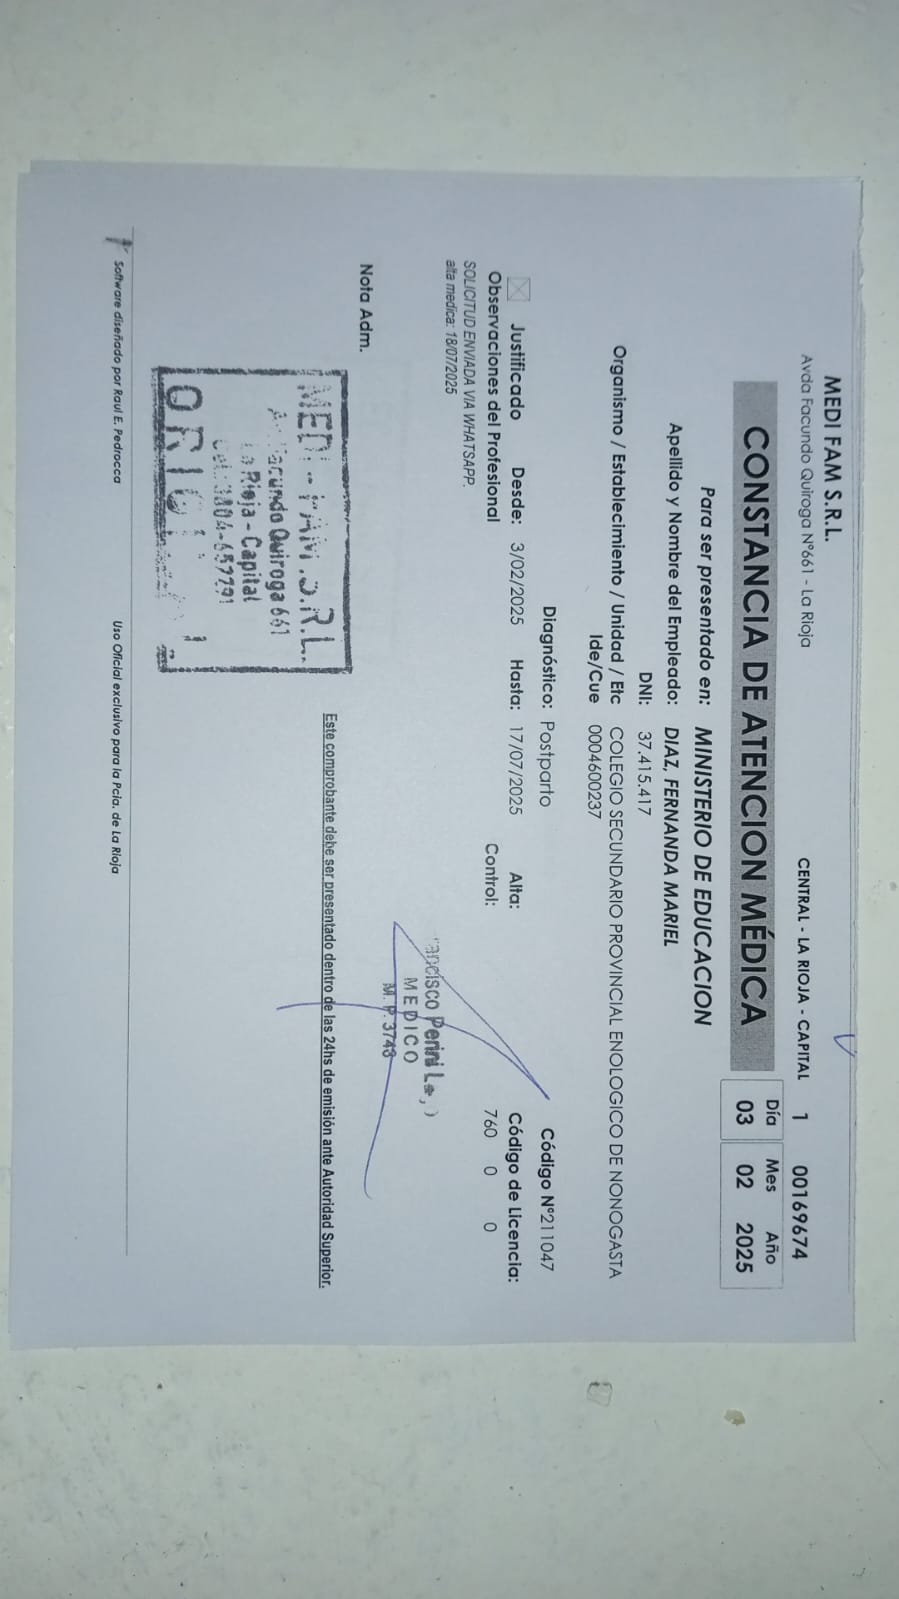 MEDI FAM S.R.L.
Avda Facundo Quiroga N°661 - La Rioja
CENTRAL - LA RIOJA - CAPITAL 1 00169674
CONSTANCIA DE ATENCION MÉDICA
Día Mes Año
03 02 2025
Para ser presentado en: MINISTERIO DE EDUCACION
Apellido y Nombre del Empleado: DIAZ, FERNANDA MARIEL
DNI: 37.415.417
Organismo / Establecimiento / Unidad / Etc COLEGIO SECUNDARIO PROVINCIAL ENOLOGICO DE NONOGASTA
Ide/Cue 0004600237
Diagnóstico: Postparto Código N°211047
Justificado Desde: 3/02/2025 Hasta: 17/07/2025 Alta: Código de Licencia:
Observaciones del Profesional Control: 760 0 0
SOLICITUD ENVIADA VIA WHATSAPP.
alta medica: 18/07/2025
Perini
MEDICO
M. P. 3743
Nota Adm.
MEDI-FAM.S.R.L.
Facundo Quiroga 661
La Rioja - Capital
Este comprobante debe ser presentado dentro de las 24hs de emisión ante Autoridad Superior.
Software diseñado por Raul E. Pedrocca Uso Oficial exclusivo para la Pcia. de La Rioja